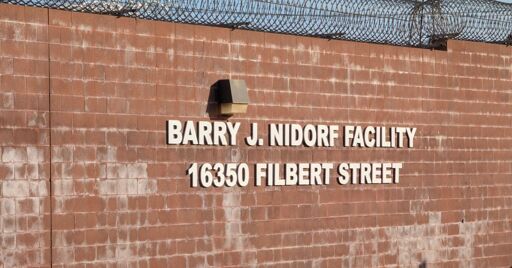 BARRY J. NIDORF FACILITY
16350 FILBERT STREET